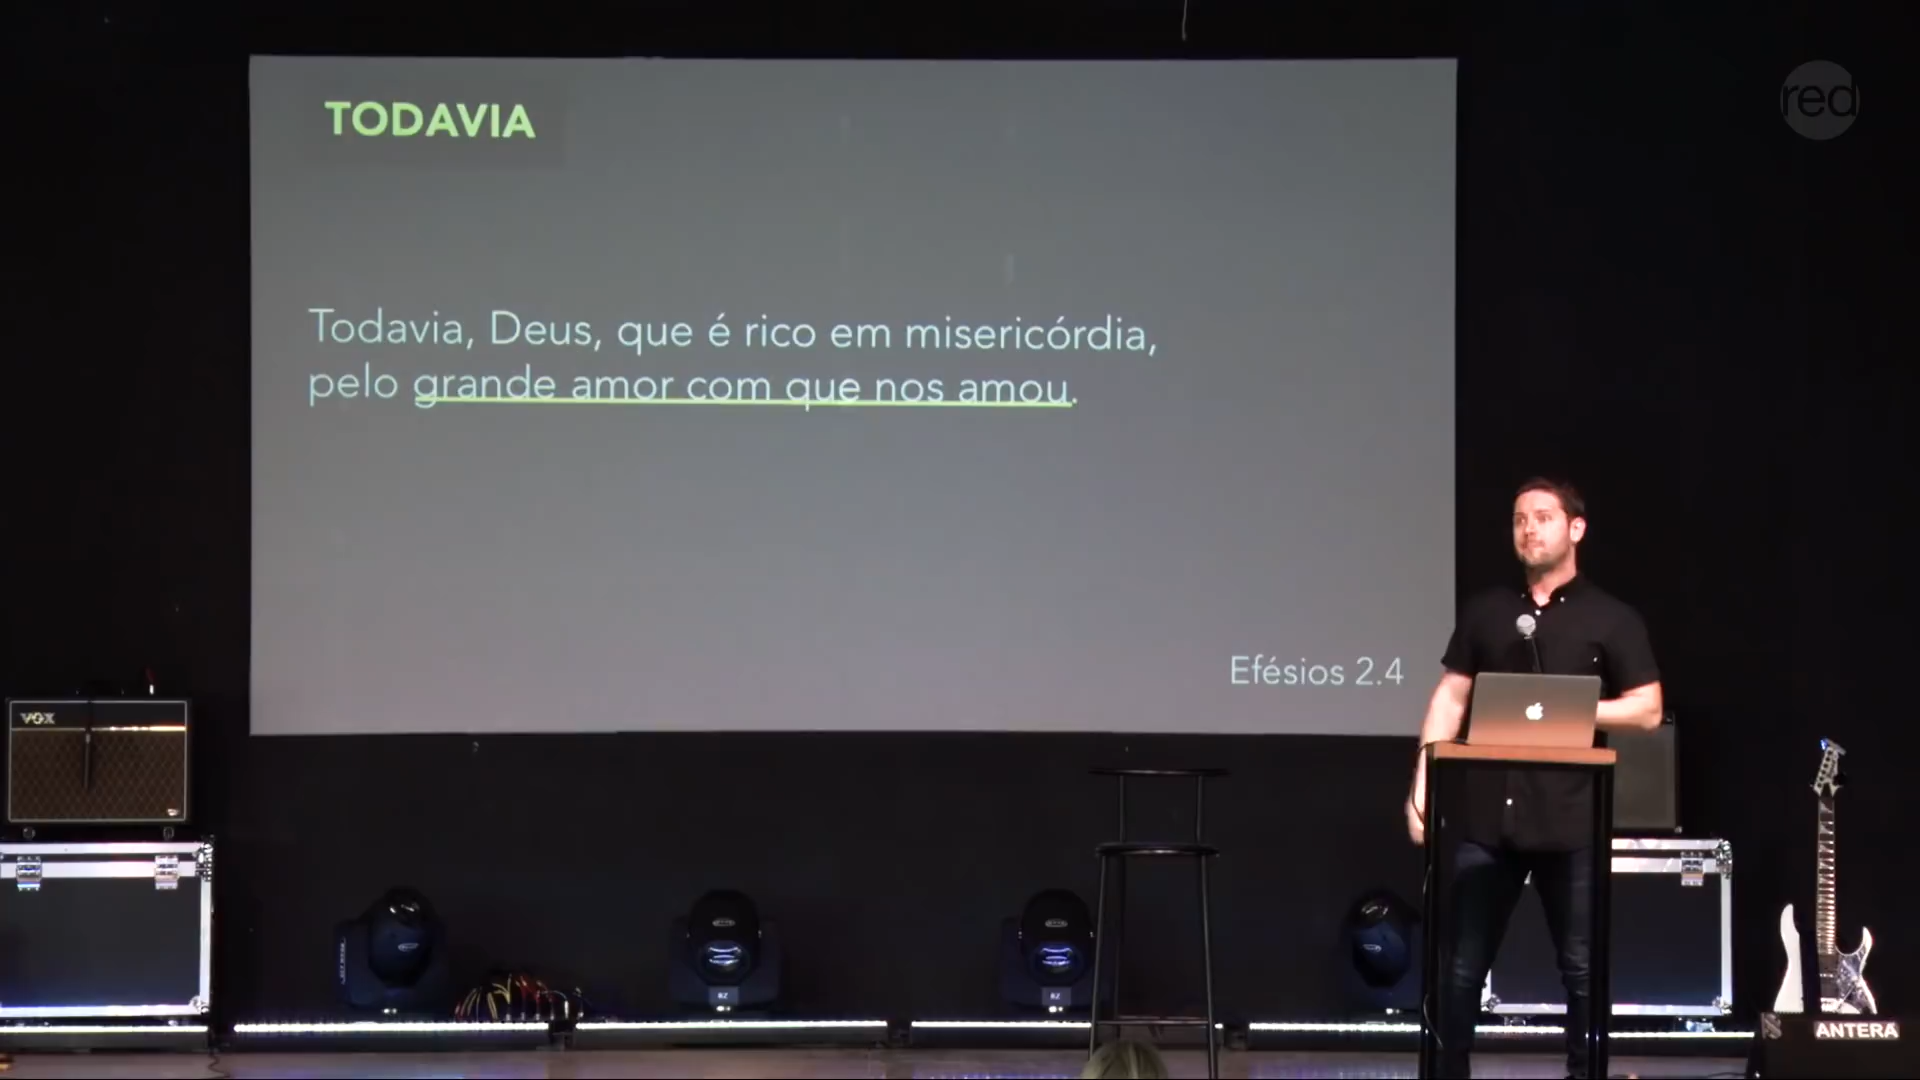 red
TODAVIA
Todavia, Deus, que é rico em misericórdia,
pelo grande amor com que nos amou.
Efésios 2.4
VOX
ANTERA